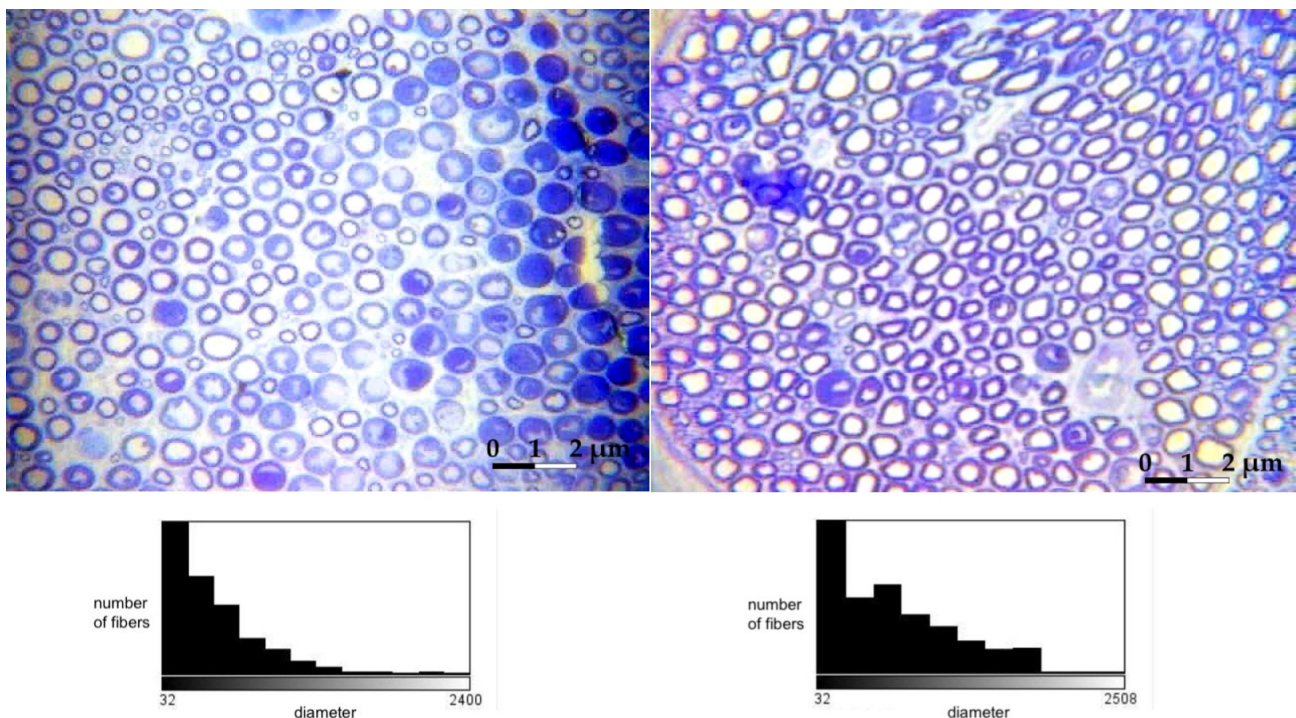 0 1 2 μm
0 1 2 μm
number
of fibers
32
2400
diameter
number
of fibers
32
2508
diameter